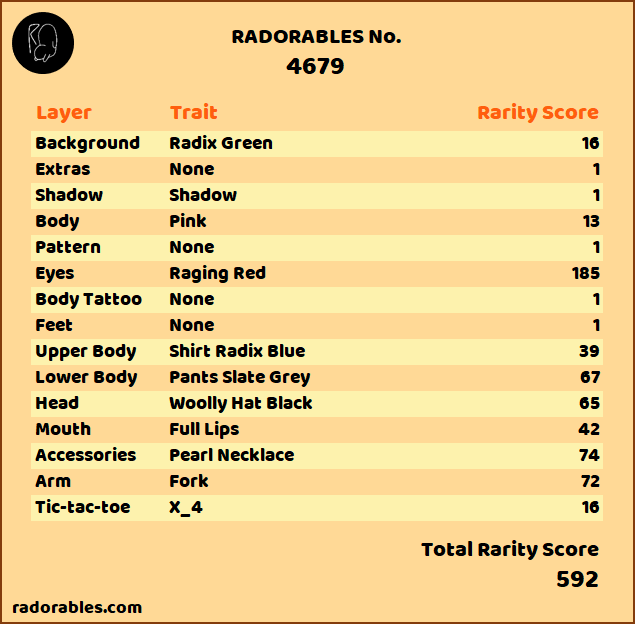 RADORABLES No.
4679
Layer Trait Rarity Score
Background Radix Green 16
Extras None 1
Shadow Shadow 1
Body Pink 13
Pattern None 1
Eyes Raging Red 185
Body Tattoo None 1
Feet None 1
Upper Body Shirt Radix Blue 39
Lower Body Pants Slate Grey 67
Head Woolly Hat Black 65
Mouth Full Lips 42
Accessories Pearl Necklace 74
Arm Fork 72
Tic-tac-toe X_4 16
Total Rarity Score
592
radorables.com